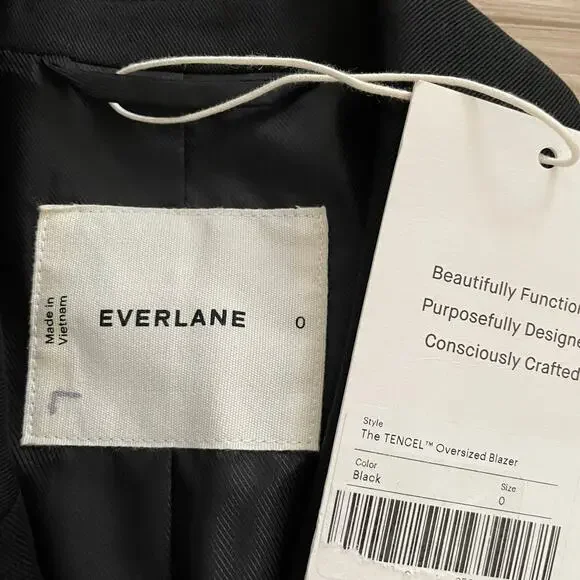 Made in
Vietnam
EVERLANE
0
Beautifully Function
Purposefully Designe
Consciously Crafted
Style
The TENCEL™ Oversized Blazer
Color
Black
Size
0